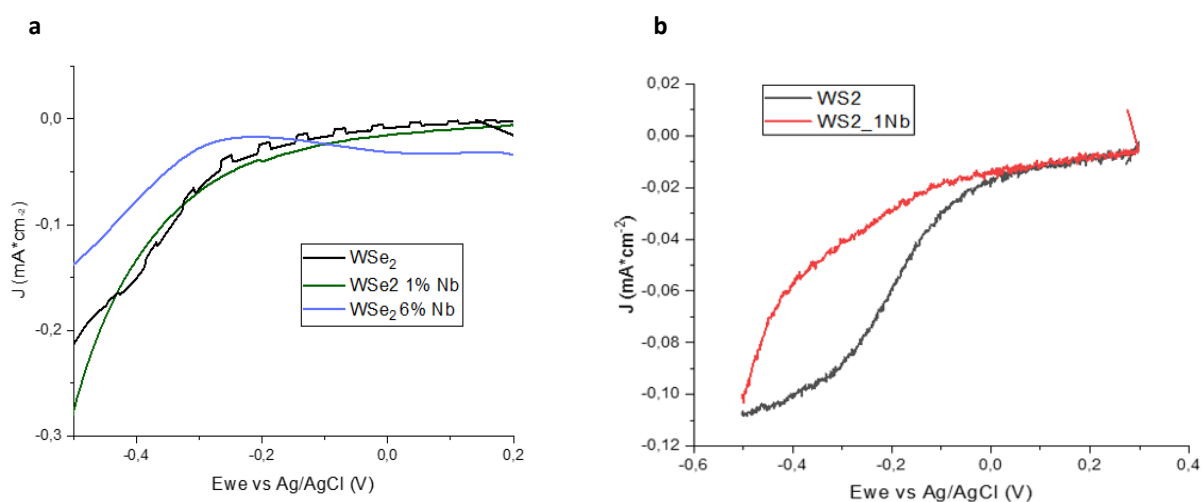 a
0,0
-0,1
-0,2
-0,3
J (mA*cm-2)
-0,4
-0,2
0,0
0,2
Ewe vs Ag/AgCl (V)
WSe2
WSe2 1% Nb
WSe2 6% Nb
b
0,02
0,00
-0,02
-0,04
-0,06
-0,08
-0,10
-0,12
J (mA*cm-2)
-0,6
-0,4
-0,2
0,0
0,2
0,4
Ewe vs Ag/AgCl (V)
WS2
WS2_1Nb